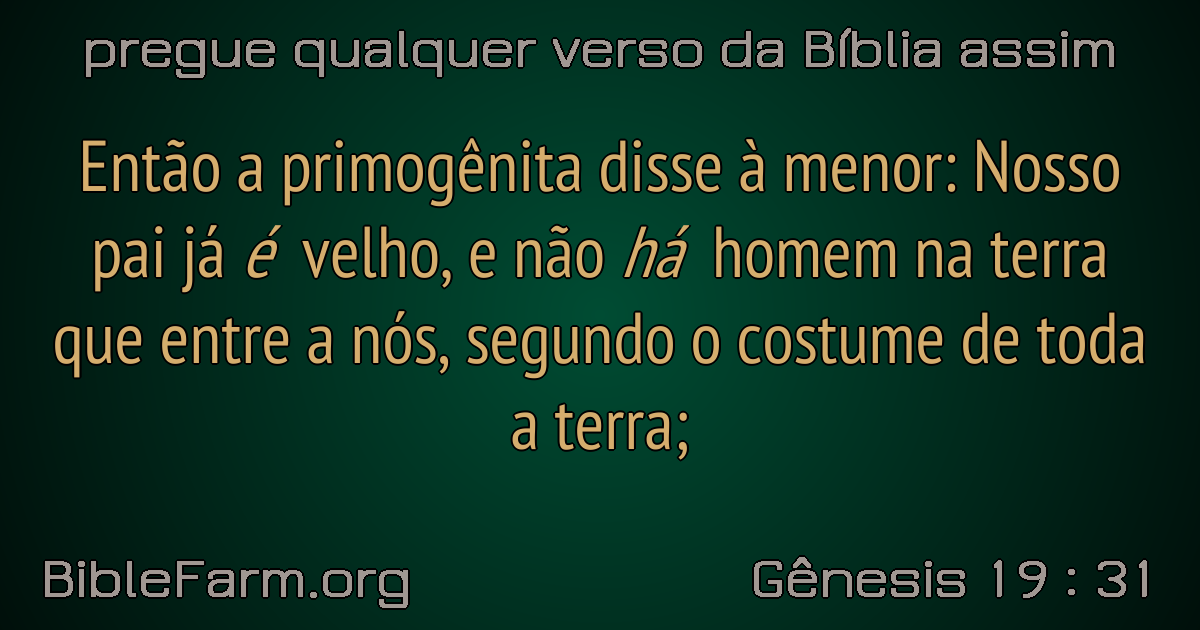 pregue qualquer verso da Bíblia assim
Então a primogênita disse à menor: Nosso
pai já é velho, e não há homem na terra
que entre a nós, segundo o costume de toda
a terra;
BibleFarm.org
Gênesis 19 : 31